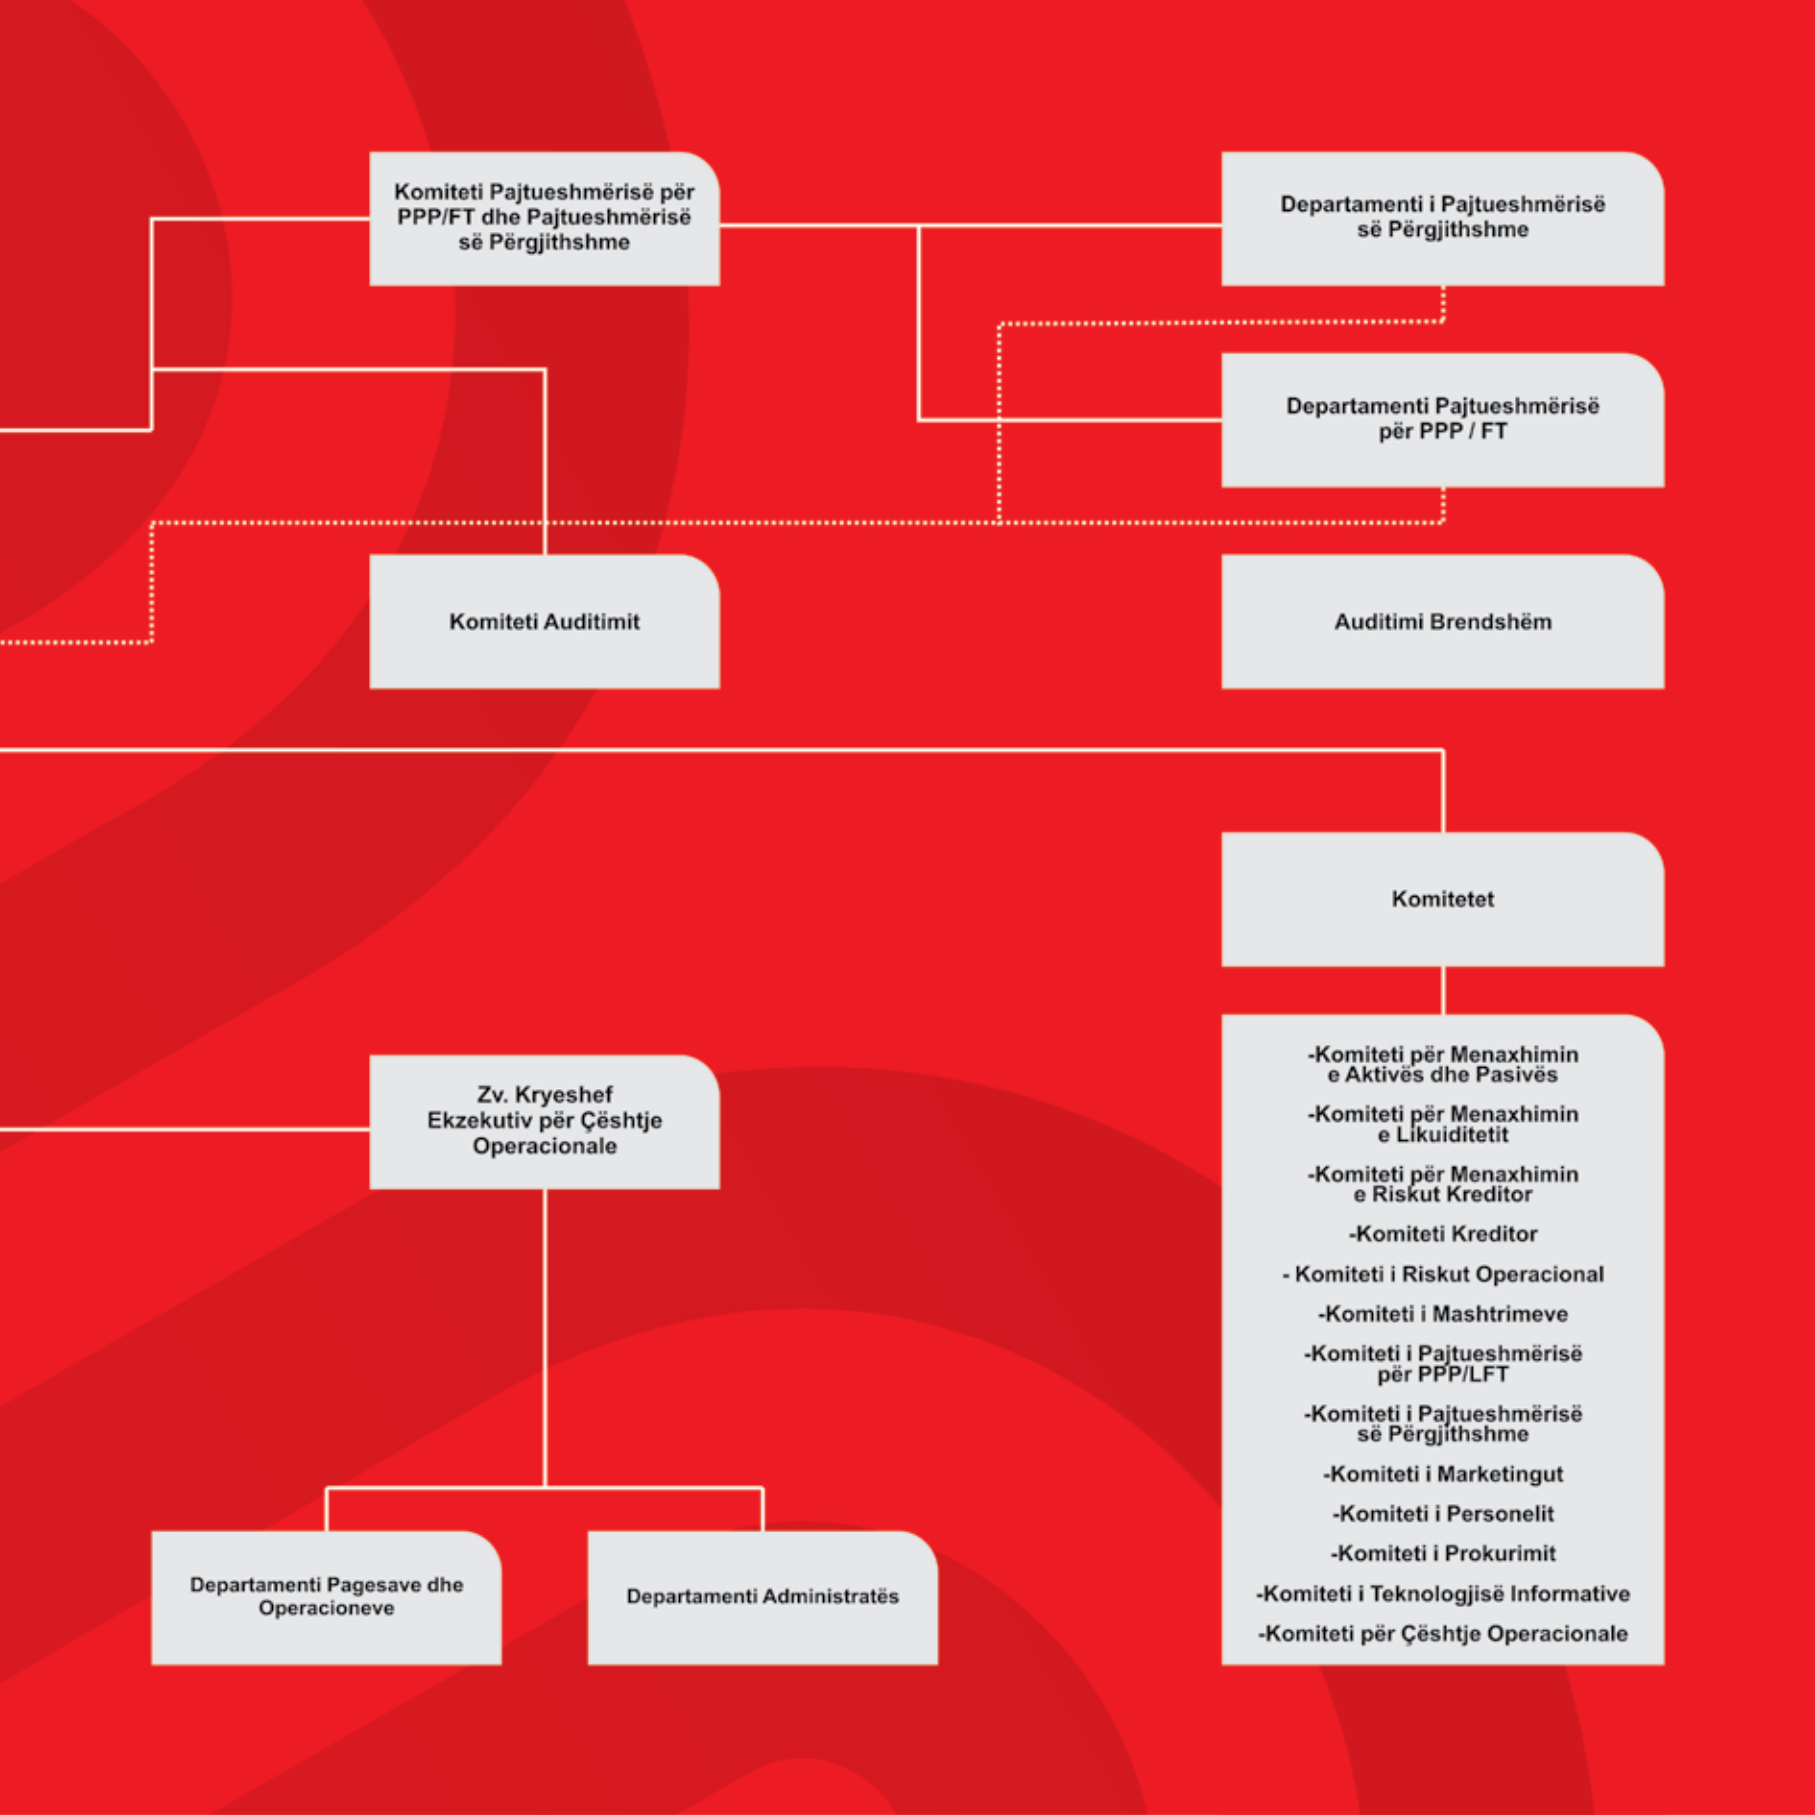 Komiteti Pajtueshmërisë për
PPP/FT dhe Pajtueshmërisë
së Përgjithshme
Departamenti i Pajtueshmërisë
së Përgjithshme
Departamenti Pajtueshmërisë
për PPP / FT
Komiteti Auditimit
Auditimi Brendshëm
Komitetet
Zv. Kryeshef
Ekzekutiv për Çështje
Operacionale
-Komiteti për Menaxhimin
e Aktivës dhe Pasivës
-Komiteti për Menaxhimin
e Likuiditetit
-Komiteti për Menaxhimin
e Riskut Kreditor
-Komiteti Kreditor
- Komiteti i Riskut Operacional
-Komiteti i Mashtrimeve
-Komiteti i Pajtueshmërisë
për PPP/LFT
-Komiteti i Pajtueshmërisë
së Përgjithshme
-Komiteti i Marketingut
-Komiteti i Personelit
-Komiteti i Prokurimit
-Komiteti i Teknologjisë Informative
-Komiteti për Çështje Operacionale
Departamenti Pagesave dhe
Operacioneve
Departamenti Administratës